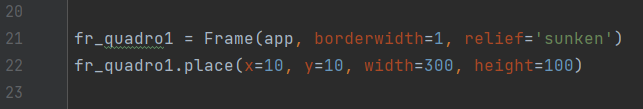 20
21 fr_quadro1 = Frame(app, borderwidth=1, relief='sunken')
22 fr_quadro1.place(x=10, y=10, width=300, height=100)
23